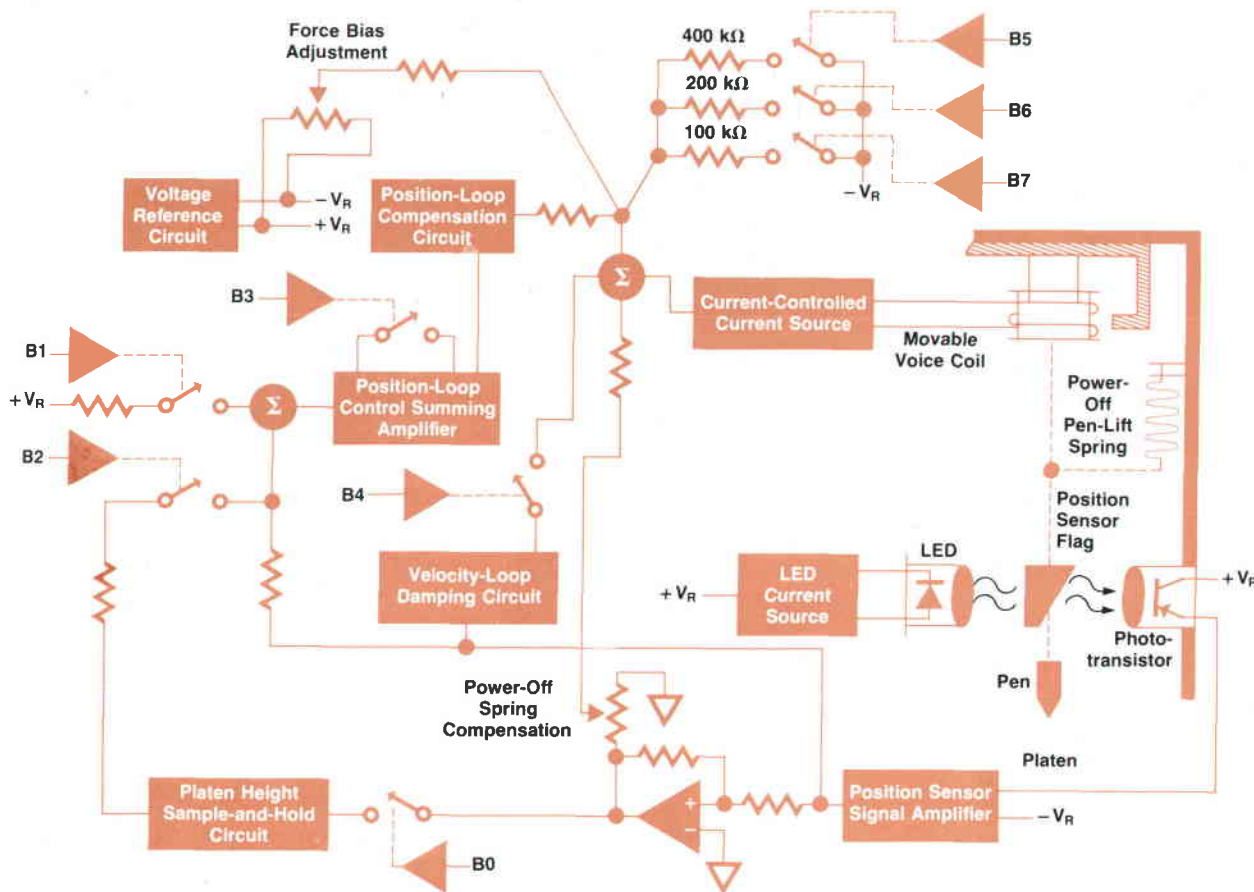 Force Bias
Adjustment
400 kΩ
200 kΩ
100 kΩ
B5
B6
B7
− VR
Voltage
Reference
Circuit
− VR
+ VR
Position-Loop
Compensation
Circuit
Σ
Current-Controlled
Current Source
Movable
Voice Coil
B3
B1
+ VR
B2
Σ
Position-Loop
Control Summing
Amplifier
Power-
Off
Pen-Lift
Spring
B4
Velocity-Loop
Damping Circuit
Position
Sensor
Flag
LED
+ VR
LED
Current
Source
+ VR
Photo-
transistor
Pen
Power-Off
Spring
Compensation
Platen
Platen Height
Sample-and-Hold
Circuit
B0
+
−
Position Sensor
Signal Amplifier
− VR